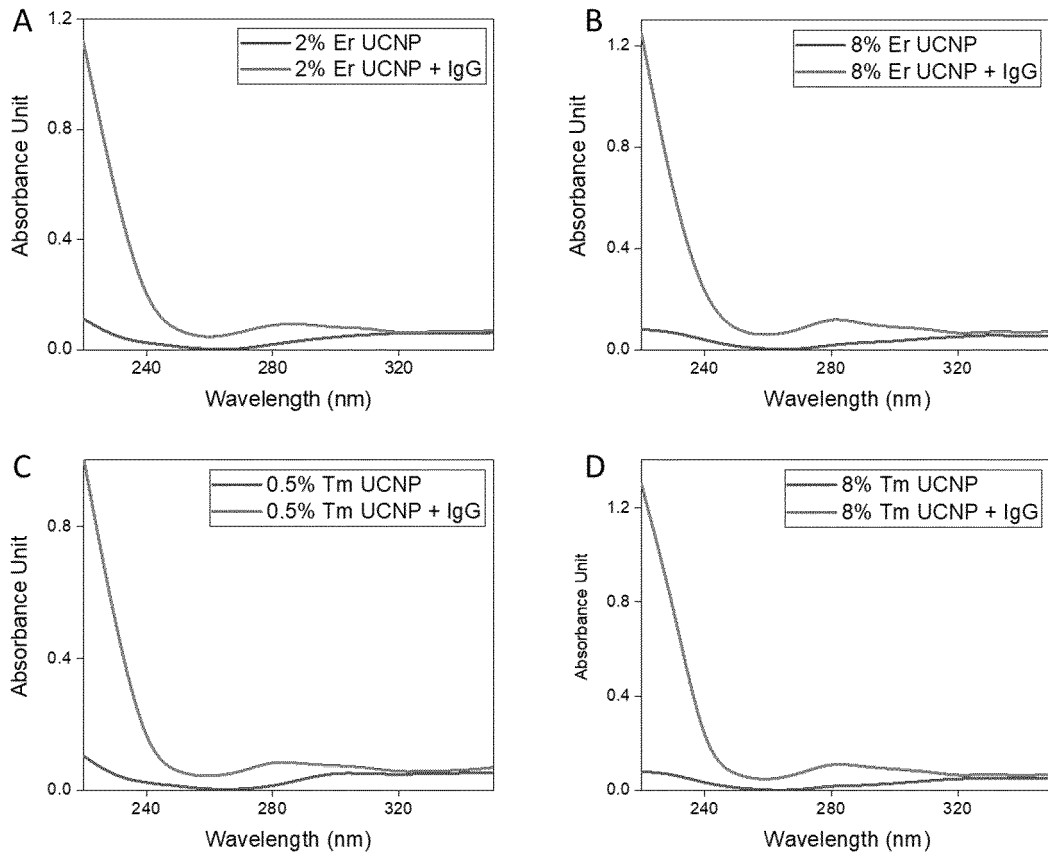 A
1.2
0.8
0.4
0.0
Absorbance Unit
2% Er UCNP
2% Er UCNP + IgG
240
280
320
Wavelength (nm)
B
1.2
0.8
0.4
0.0
Absorbance Unit
8% Er UCNP
8% Er UCNP + IgG
240
280
320
Wavelength (nm)
C
0.8
0.4
0.0
Absorbance Unit
0.5% Tm UCNP
0.5% Tm UCNP + IgG
240
280
320
Wavelength (nm)
D
1.2
0.8
0.4
0.0
Absorbance Unit
8% Tm UCNP
8% Tm UCNP + IgG
240
280
320
Wavelength (nm)